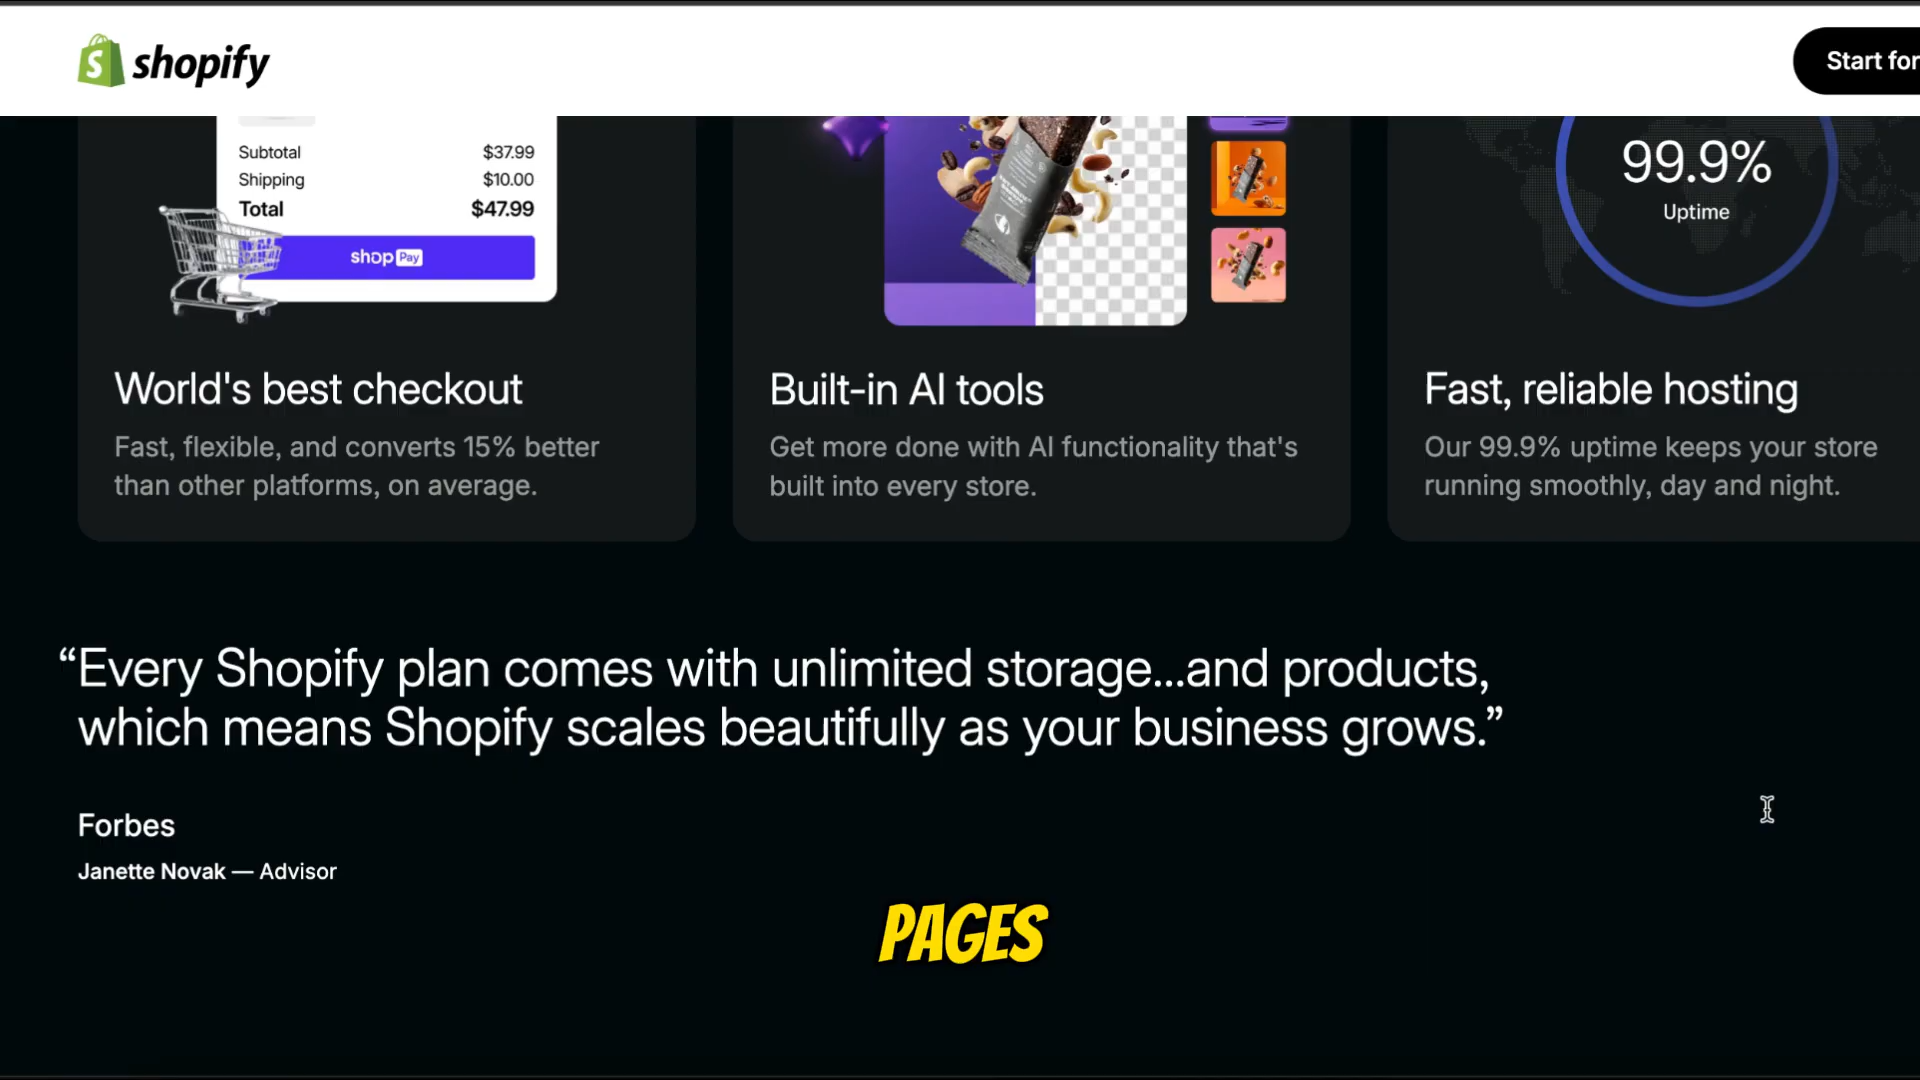 shopify
Start for
Subtotal $37.99
Shipping $10.00
Total $47.99
shop Pay
99.9%
Uptime
World's best checkout
Fast, flexible, and converts 15% better
than other platforms, on average.
Built-in AI tools
Get more done with AI functionality that's
built into every store.
Fast, reliable hosting
Our 99.9% uptime keeps your store
running smoothly, day and night.
“Every Shopify plan comes with unlimited storage...and products,
which means Shopify scales beautifully as your business grows.”
Forbes
Janette Novak — Advisor
PAGES